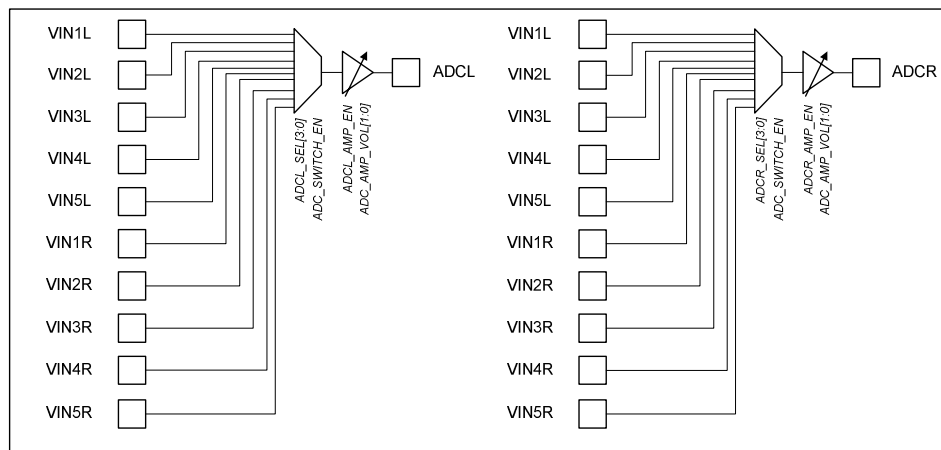 VIN1L
VIN2L
VIN3L
VIN4L
VIN5L
VIN1R
VIN2R
VIN3R
VIN4R
VIN5R
ADCL_SEL[3:0]
ADC_SWITCH_EN
ADCL_AMP_EN
ADC_AMP_VOL[1:0]
ADCL
VIN1L
VIN2L
VIN3L
VIN4L
VIN5L
VIN1R
VIN2R
VIN3R
VIN4R
VIN5R
ADCR_SEL[3:0]
ADC_SWITCH_EN
ADCR_AMP_EN
ADC_AMP_VOL[1:0]
ADCR